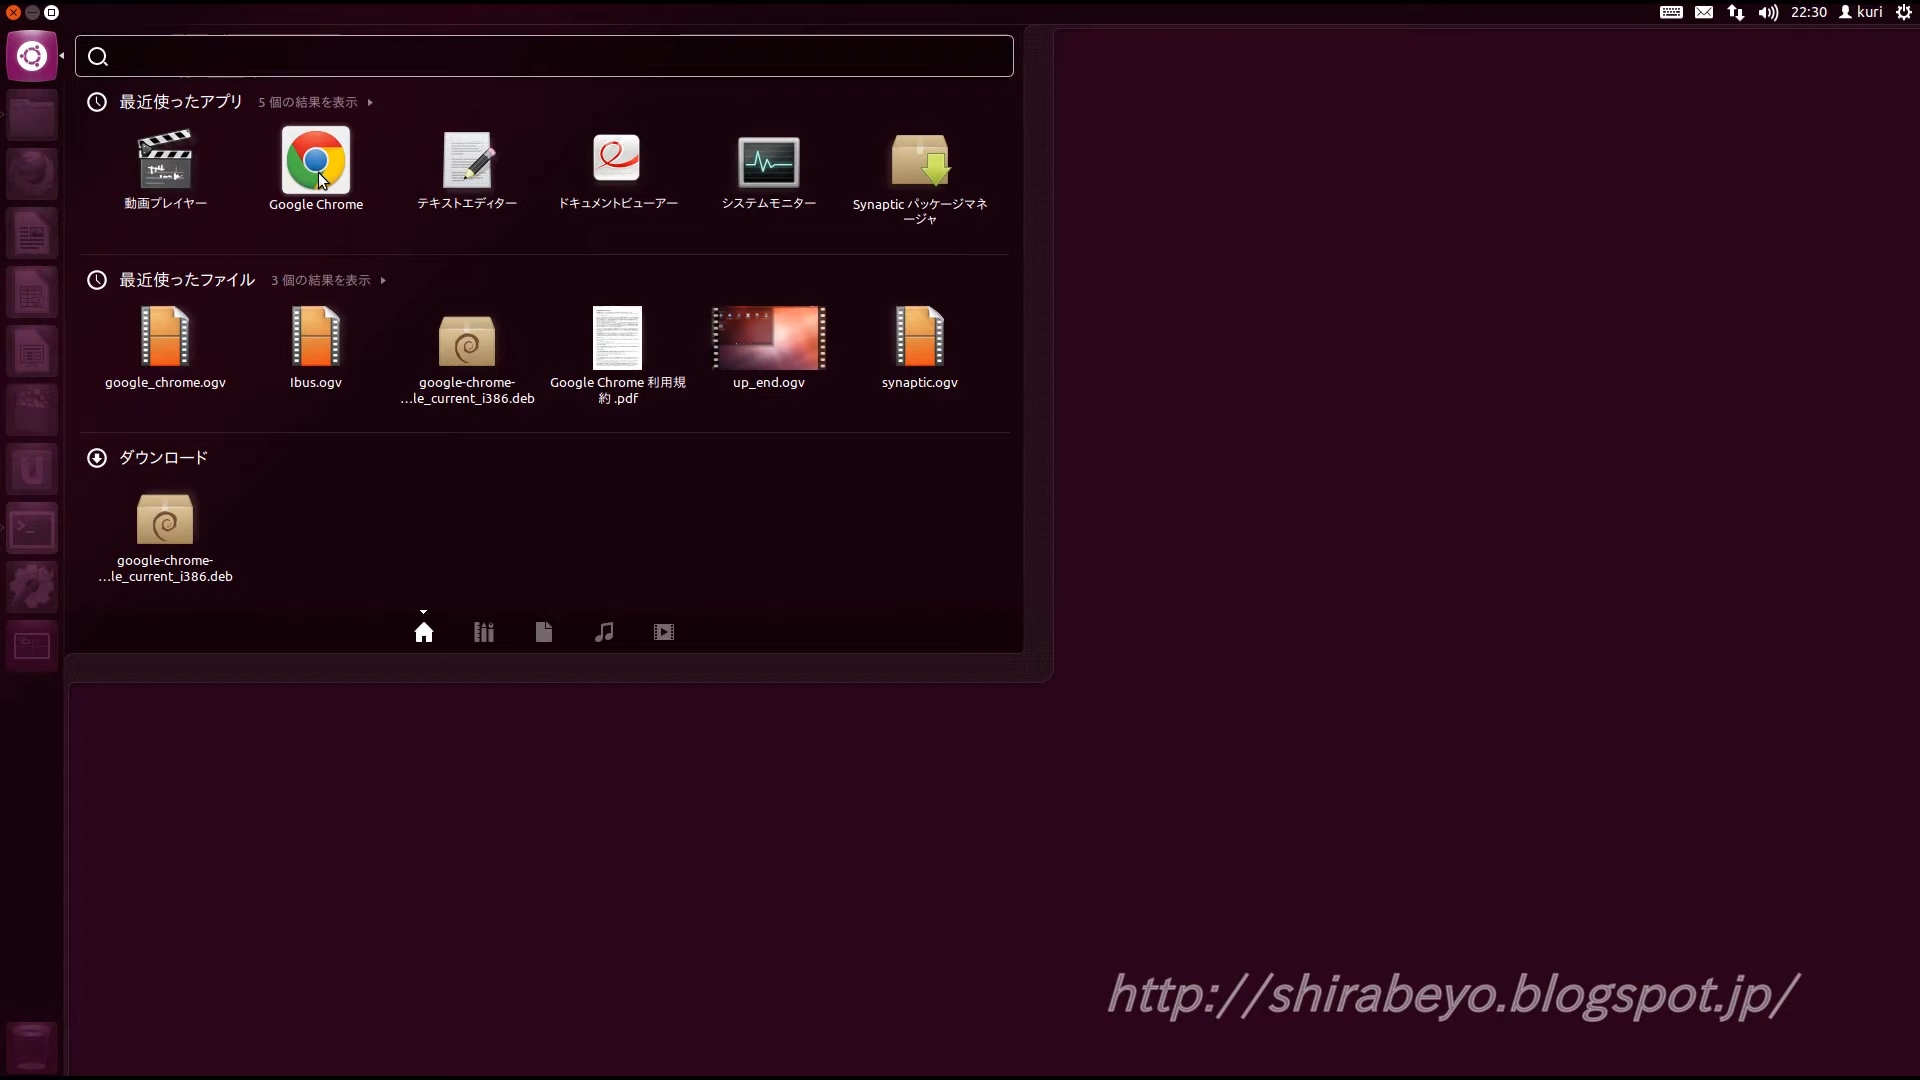 22:30 kuri
最近使ったアプリ 5 個の結果を表示
動画プレイヤー
Google Chrome
テキストエディター
ドキュメントビューアー
システムモニター
Synaptic パッケージマネ
ージャ
最近使ったファイル 3 個の結果を表示
google_chrome.ogv
Ibus.ogv
google-chrome-
...le_current_i386.deb
Google Chrome 利用規
約 .pdf
up_end.ogv
synaptic.ogv
ダウンロード
google-chrome-
...le_current_i386.deb
http://shirabeyo.blogspot.jp/